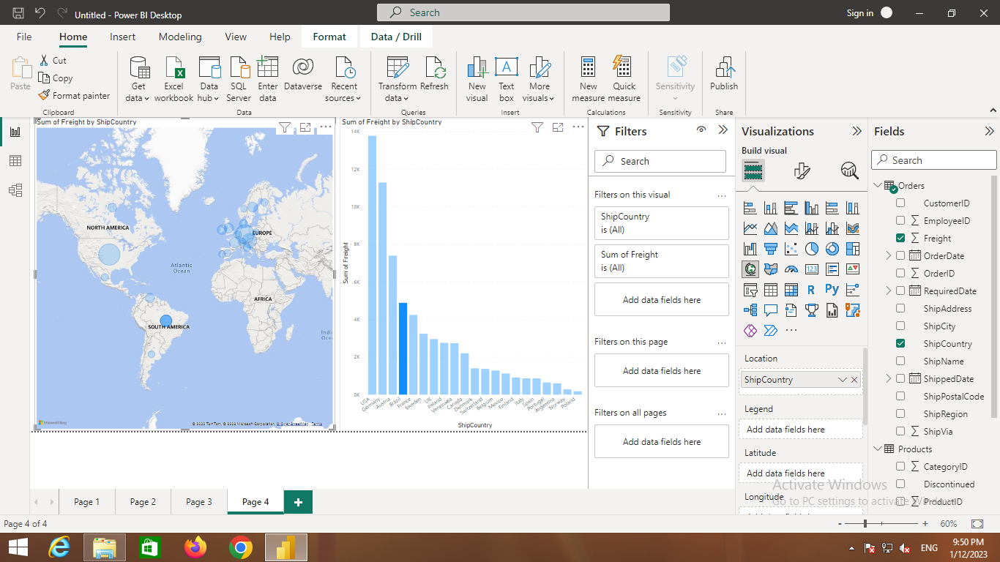 Untitled - Power BI Desktop
Search
Sign in
File
Home
Insert
Modeling
View
Help
Format
Data / Drill
Paste
Cut
Copy
Format painter
Clipboard
Get data
Excel workbook
Data hub
SQL Server
Enter data
Dataverse
Recent sources
Data
Transform data
Refresh
Queries
New visual
Text box
More visuals
Insert
New measure
Quick measure
Calculations
Sensitivity
Sensitivity
Publish
Share
Sum of Freight by ShipCountry
NORTH AMERICA
EUROPE
Atlantic
Ocean
AFRICA
SOUTH AMERICA
Microsoft Bing
© 2022 TomTom, © 2023 Microsoft Corporation, © OpenStreetMap Terms
Sum of Freight by ShipCountry
14K
12K
10K
8K
6K
4K
2K
0K
Sum of Freight
USA
Germany
Austria
Brazil
France
Sweden
UK
Ireland
Venezuela
Canada
Denmark
Switzerland
Belgium
Mexico
Finland
Italy
Spain
Portugal
Argentina
Norway
Poland
ShipCountry
Filters
Search
Filters on this visual
ShipCountry
is (All)
Sum of Freight
is (All)
Add data fields here
Filters on this page
Add data fields here
Filters on all pages
Add data fields here
Visualizations
Build visual
123
R
Py
Location
ShipCountry
Legend
Add data fields here
Latitude
Add data fields here
Longitude
Fields
Search
Orders
CustomerID
EmployeeID
Freight
OrderDate
OrderID
RequiredDate
ShipAddress
ShipCity
ShipCountry
ShipName
ShippedDate
ShipPostalCode
ShipRegion
ShipVia
Products
CategoryID
Discontinued
ProductID
Activate Windows
Go to PC settings to activate Windows.
Page 1
Page 2
Page 3
Page 4
Page 4 of 4
60%
ENG
9:50 PM
1/12/2023